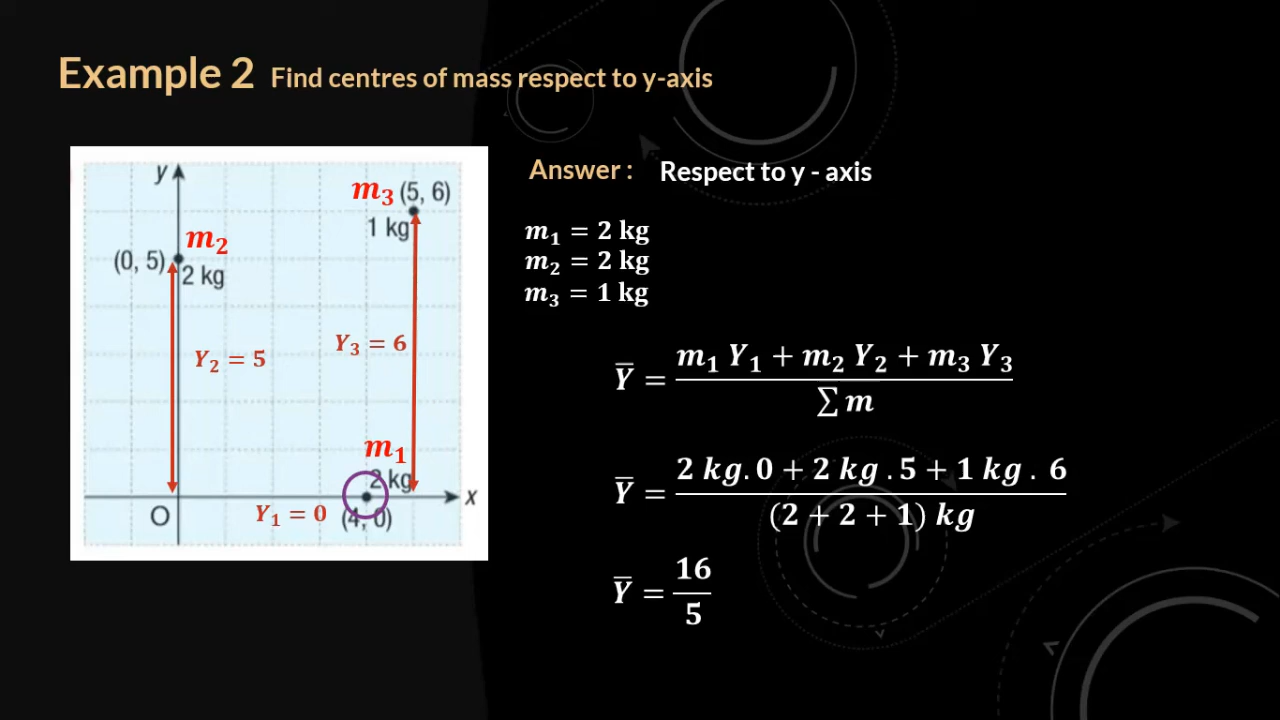 Example 2 Find centres of mass respect to y-axis
y
m₃ (5, 6)
1 kg
m₂
(0, 5)
2 kg
Y₂ = 5
Y₃ = 6
m₁
2 kg
x
O
Y₁ = 0
(4, 0)
Answer : Respect to y - axis
m₁ = 2 kg
m₂ = 2 kg
m₃ = 1 kg
Y̅ = (m₁ Y₁ + m₂ Y₂ + m₃ Y₃) / ∑ m
Y̅ = (2 kg. 0 + 2 kg . 5 + 1 kg . 6) / ((2 + 2 + 1) kg)
Y̅ = 16 / 5